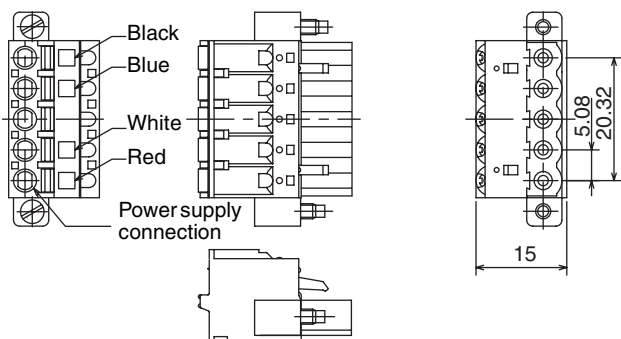 Black
Blue
White
Red
Power supply
connection
5.08
20.32
15